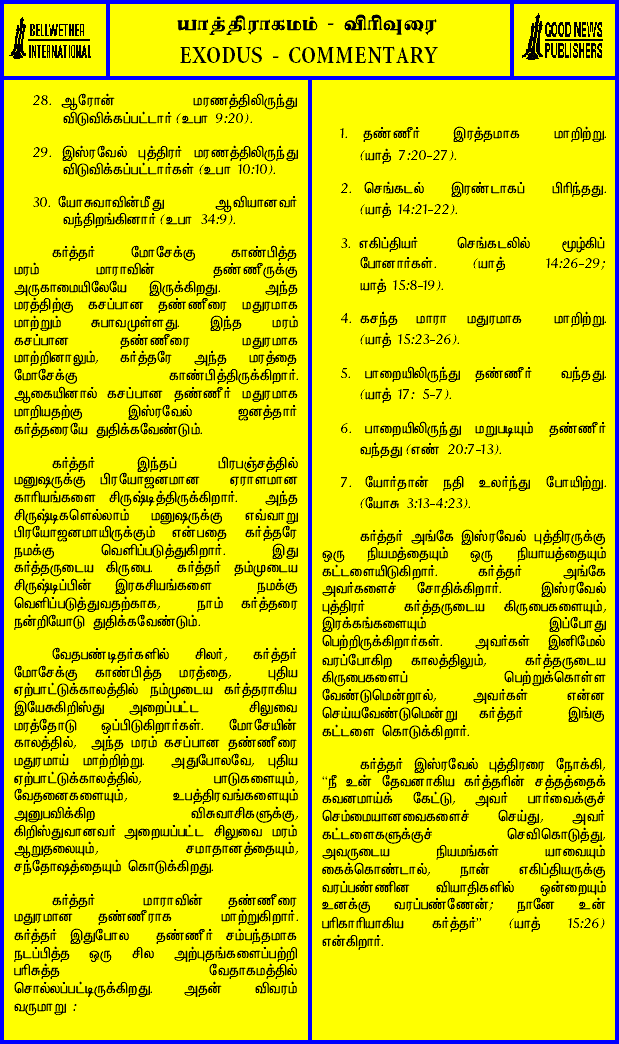 BELLWETHER
INTERNATIONAL
யாத்திராகமம் - விரிவுரை
EXODUS - COMMENTARY
GOOD NEWS
PUBLISHERS
28. ஆரோன் மரணத்திலிருந்து
விடுவிக்கப்பட்டார் (உபா 9:20).
29. இஸ்ரவேல் புத்திரர் மரணத்திலிருந்து
விடுவிக்கப்பட்டார்கள் (உபா 10:10).
30. யோசுவாவின்மீது ஆவியானவர்
வந்திறங்கினார் (உபா 34:9).
கர்த்தர் மோசேக்கு காண்பித்த
மரம் மாராவின் தண்ணீருக்கு
அருகாமையிலேயே இருக்கிறது. அந்த
மரத்திற்கு கசப்பான தண்ணீரை மதுரமாக
மாற்றும் சுபாவமுள்ளது. இந்த மரம்
கசப்பான தண்ணீரை மதுரமாக
மாற்றினாலும், கர்த்தரே அந்த மரத்தை
மோசேக்கு காண்பித்திருக்கிறார்.
ஆகையினால் கசப்பான தண்ணீர் மதுரமாக
மாறியதற்கு இஸ்ரவேல் ஜனத்தார்
கர்த்தரையே துதிக்கவேண்டும்.
கர்த்தர் இந்தப் பிரபஞ்சத்தில்
மனுஷருக்கு பிரயோஜனமான ஏராளமான
காரியங்களை சிருஷ்டித்திருக்கிறார். அந்த
சிருஷ்டிகளெல்லாம் மனுஷருக்கு எவ்வாறு
பிரயோஜனமாயிருக்கும் என்பதை கர்த்தரே
நமக்கு வெளிப்படுத்துகிறார். இது
கர்த்தருடைய கிருபை. கர்த்தர் தம்முடைய
சிருஷ்டிப்பின் இரகசியங்களை நமக்கு
வெளிப்படுத்துவதற்காக, நாம் கர்த்தரை
நன்றியோடு துதிக்கவேண்டும்.
வேதபண்டிதர்களில் சிலர், கர்த்தர்
மோசேக்கு காண்பித்த மரத்தை, புதிய
ஏற்பாட்டுக்காலத்தில் நம்முடைய கர்த்தராகிய
இயேசுகிறிஸ்து அறைப்பட்ட சிலுவை
மரத்தோடு ஒப்பிடுகிறார்கள். மோசேயின்
காலத்தில், அந்த மரம் கசப்பான தண்ணீரை
மதுரமாய் மாற்றிற்று. அதுபோலவே, புதிய
ஏற்பாட்டுக்காலத்தில், பாடுகளையும்,
வேதனைகளையும், உபத்திரவங்களையும்
அனுபவிக்கிற விசுவாசிகளுக்கு,
கிறிஸ்துவானவர் அறையப்பட்ட சிலுவை மரம்
ஆறுதலையும், சமாதானத்தையும்,
சந்தோஷத்தையும் கொடுக்கிறது.
கர்த்தர் மாராவின் தண்ணீரை
மதுரமான தண்ணீராக மாற்றுகிறார்.
கர்த்தர் இதுபோல தண்ணீர் சம்பந்தமாக
நடப்பித்த ஒரு சில அற்புதங்களைப்பற்றி
பரிசுத்த வேதாகமத்தில்
சொல்லப்பட்டிருக்கிறது. அதன் விவரம்
வருமாறு :
1. தண்ணீர் இரத்தமாக மாறிற்று.
(யாத் 7:20-27).
2. செங்கடல் இரண்டாகப் பிரிந்தது.
(யாத் 14:21-22).
3. எகிப்தியர் செங்கடலில் மூழ்கிப்
போனார்கள். (யாத் 14:26-29;
யாத் 15:8-19).
4. கசந்த மாரா மதுரமாக மாறிற்று.
(யாத் 15:23-26).
5. பாறையிலிருந்து தண்ணீர் வந்தது.
(யாத் 17: 5-7).
6. பாறையிலிருந்து மறுபடியும் தண்ணீர்
வந்தது (எண் 20:7-13).
7. யோர்தான் நதி உலர்ந்து போயிற்று.
(யோசு 3:13-4:23).
கர்த்தர் அங்கே இஸ்ரவேல் புத்திரருக்கு
ஒரு நியமத்தையும் ஒரு நியாயத்தையும்
கட்டளையிடுகிறார். கர்த்தர் அங்கே
அவர்களைச் சோதிக்கிறார். இஸ்ரவேல்
புத்திரர் கர்த்தருடைய கிருபைகளையும்,
இரக்கங்களையும் இப்போது
பெற்றிருக்கிறார்கள். அவர்கள் இனிமேல்
வரப்போகிற காலத்திலும், கர்த்தருடைய
கிருபைகளைப் பெற்றுக்கொள்ள
வேண்டுமென்றால், அவர்கள் என்ன
செய்யவேண்டுமென்று கர்த்தர் இங்கு
கட்டளை கொடுக்கிறார்.
கர்த்தர் இஸ்ரவேல் புத்திரரை நோக்கி,
"நீ உன் தேவனாகிய கர்த்தரின் சத்தத்தைக்
கவனமாய்க் கேட்டு, அவர் பார்வைக்குச்
செம்மையானவைகளைச் செய்து, அவர்
கட்டளைகளுக்குச் செவிகொடுத்து,
அவருடைய நியமங்கள் யாவையும்
கைக்கொண்டால், நான் எகிப்தியருக்கு
வரப்பண்ணின வியாதிகளில் ஒன்றையும்
உனக்கு வரப்பண்ணேன்; நானே உன்
பரிகாரியாகிய கர்த்தர்" (யாத் 15:26)
என்கிறார்.